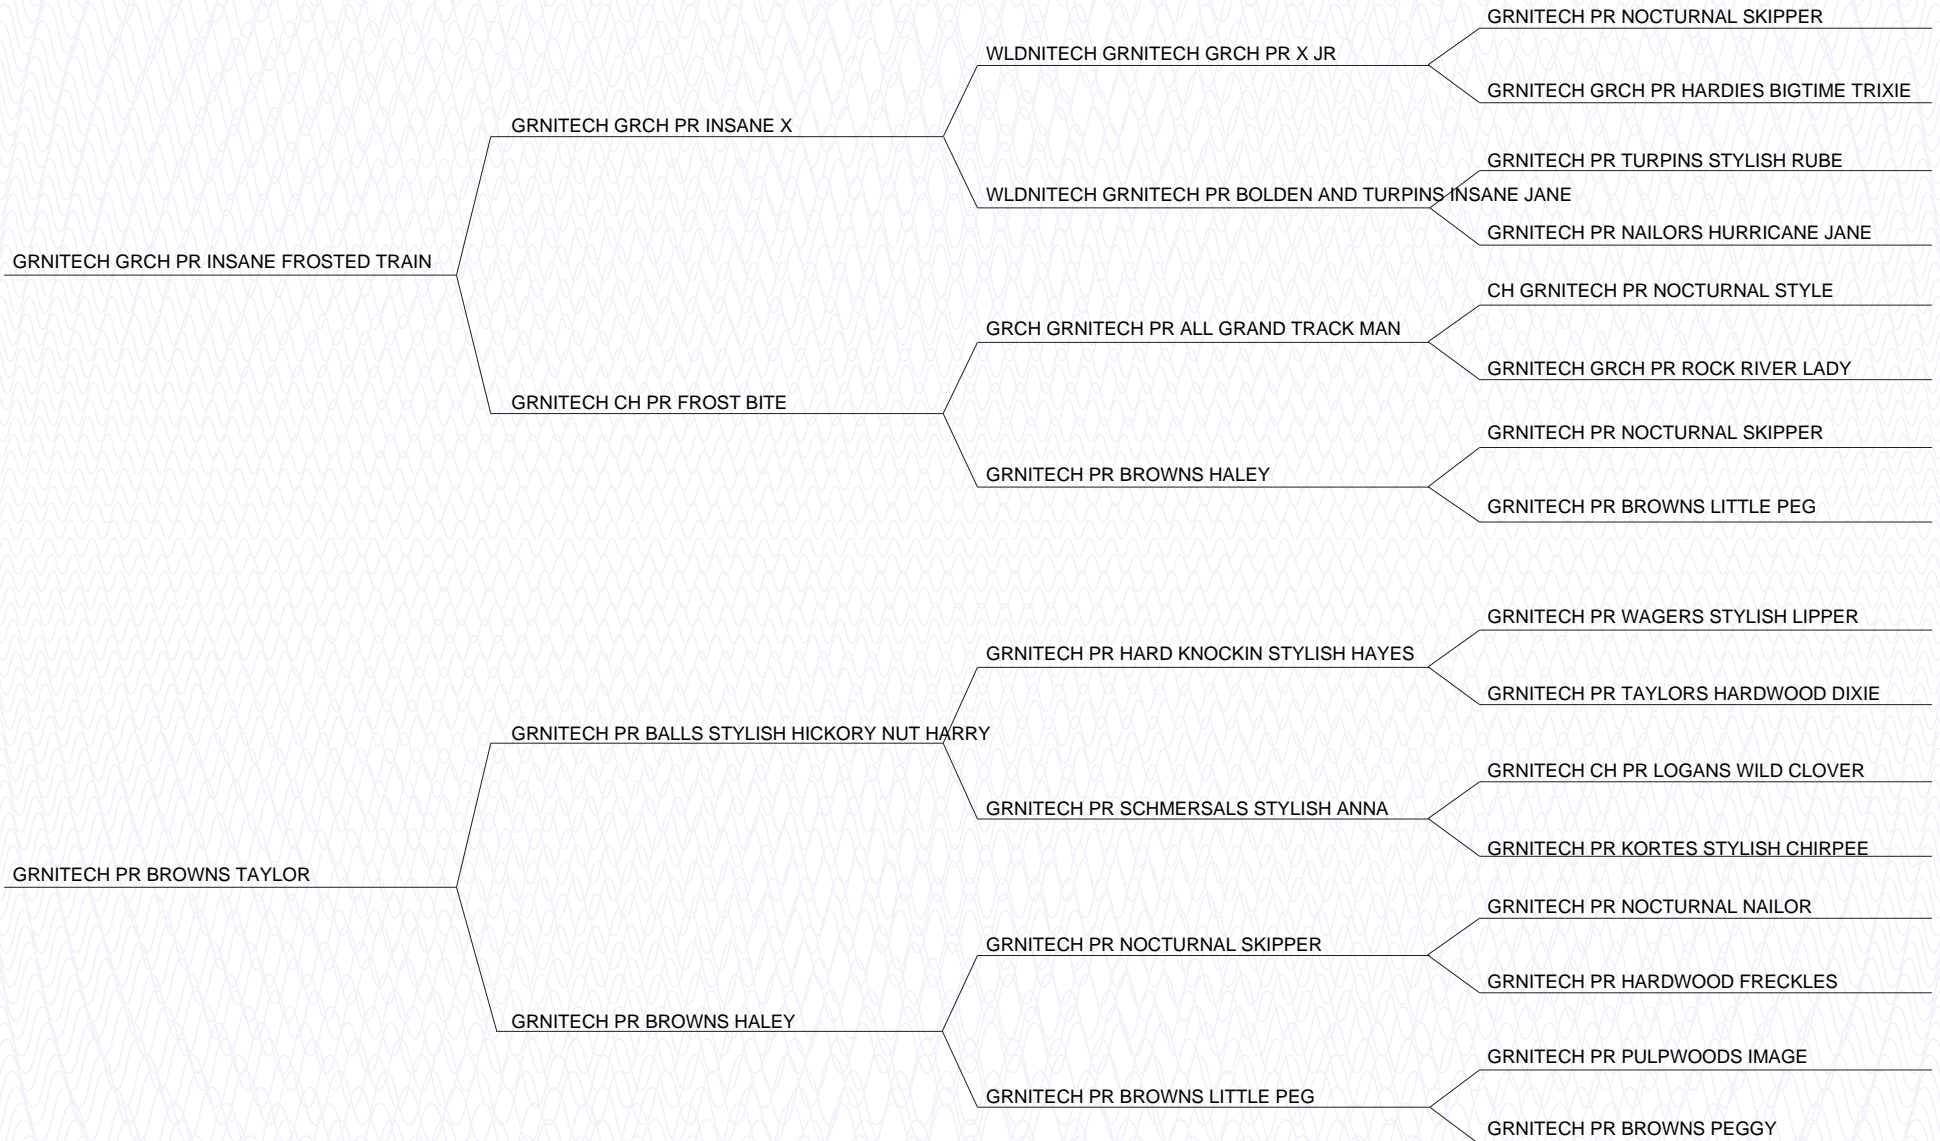 GRNITECH PR NOCTURNAL SKIPPER
WLDNITECH GRNITECH GRCH PR X JR
GRNITECH GRCH PR HARDIES BIGTIME TRIXIE
GRNITECH GRCH PR INSANE X
GRNITECH PR TURPINS STYLISH RUBE
WLDNITECH GRNITECH PR BOLDEN AND TURPINS INSANE JANE
GRNITECH PR NAILORS HURRICANE JANE
GRNITECH GRCH PR INSANE FROSTED TRAIN
CH GRNITECH PR NOCTURNAL STYLE
GRCH GRNITECH PR ALL GRAND TRACK MAN
GRNITECH GRCH PR ROCK RIVER LADY
GRNITECH CH PR FROST BITE
GRNITECH PR NOCTURNAL SKIPPER
GRNITECH PR BROWNS HALEY
GRNITECH PR BROWNS LITTLE PEG
GRNITECH PR WAGERS STYLISH LIPPER
GRNITECH PR HARD KNOCKIN STYLISH HAYES
GRNITECH PR TAYLORS HARDWOOD DIXIE
GRNITECH PR BALLS STYLISH HICKORY NUT HARRY
GRNITECH CH PR LOGANS WILD CLOVER
GRNITECH PR SCHMERSALS STYLISH ANNA
GRNITECH PR KORTES STYLISH CHIRPEE
GRNITECH PR BROWNS TAYLOR
GRNITECH PR NOCTURNAL NAILOR
GRNITECH PR NOCTURNAL SKIPPER
GRNITECH PR HARDWOOD FRECKLES
GRNITECH PR BROWNS HALEY
GRNITECH PR PULPWOODS IMAGE
GRNITECH PR BROWNS LITTLE PEG
GRNITECH PR BROWNS PEGGY